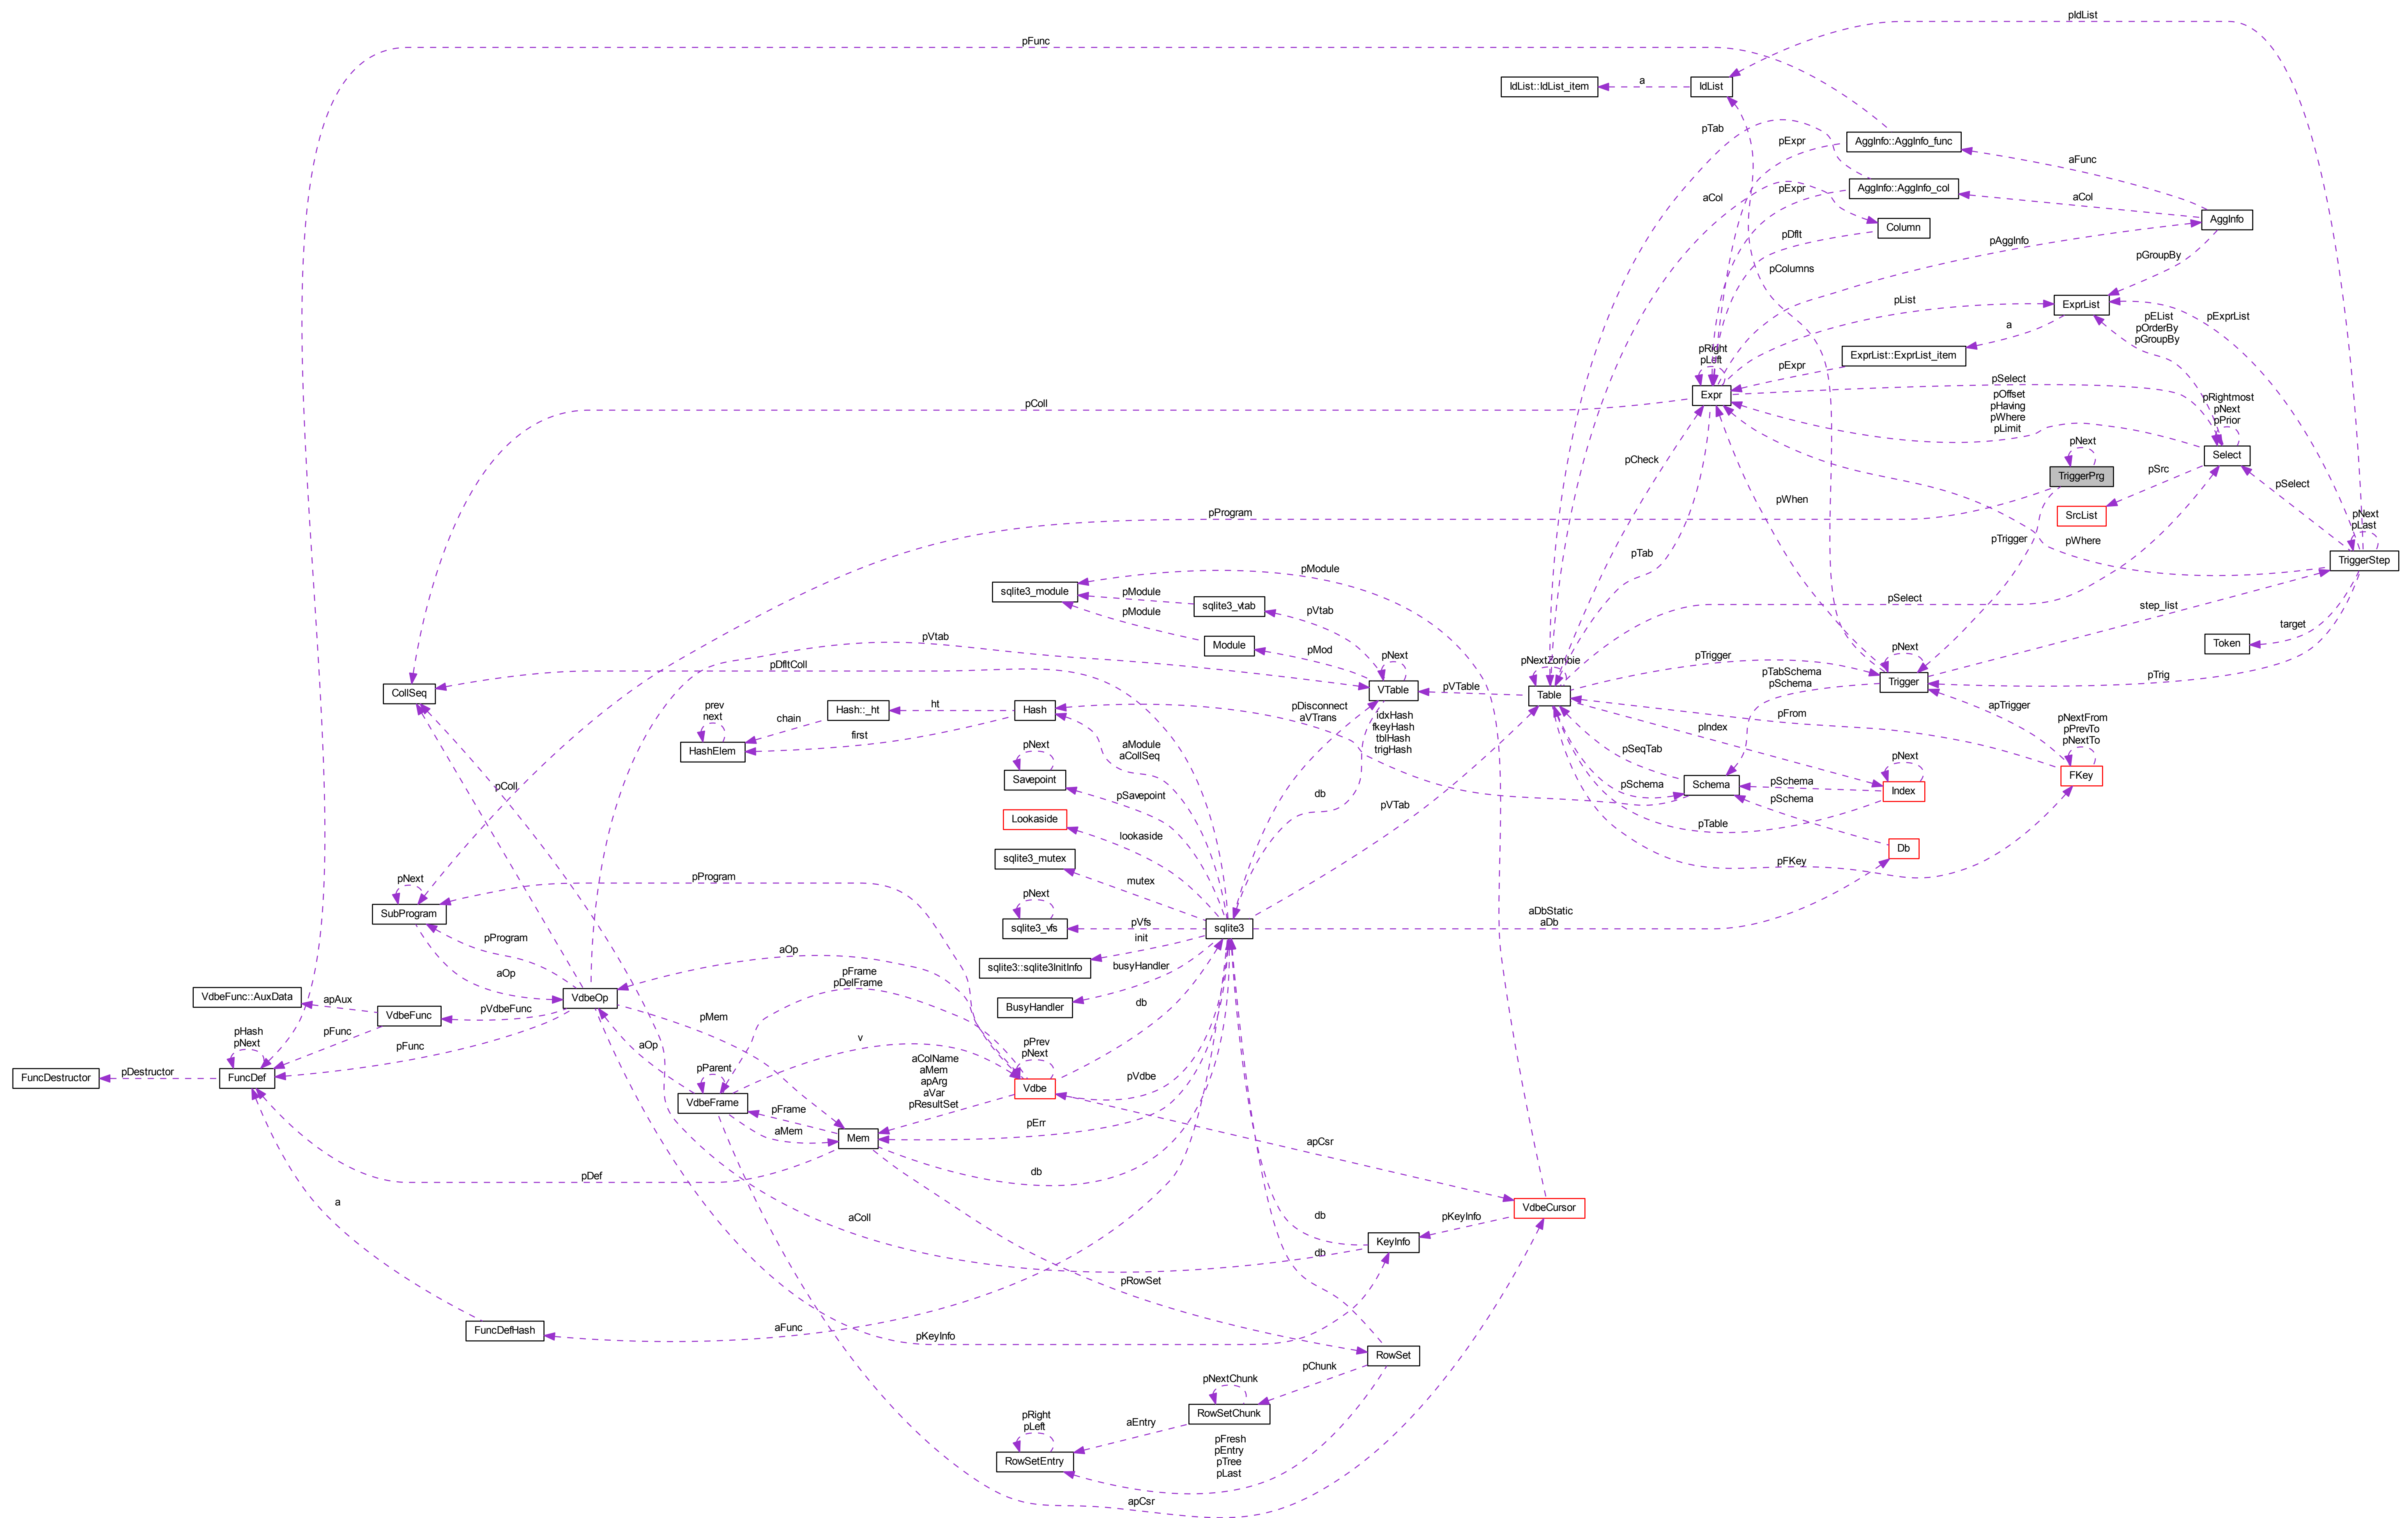 pIdList
pFunc
IdList::IdList_item
a
IdList
pTab
pExpr
AggInfo::AggInfo_func
aFunc
pExpr
AggInfo::AggInfo_col
aCol
aCol
AggInfo
pDflt
Column
pAggInfo
pGroupBy
pColumns
pList
ExprList
pExprList
a
pEList
pOrderBy
pGroupBy
pRight
pLeft
ExprList::ExprList_item
pExpr
Expr
pSelect
pColl
pOffset
pHaving
pWhere
pLimit
pRightmost
pNext
pPrior
pNext
Select
pCheck
TriggerPrg
pSrc
pSelect
pWhen
pProgram
SrcList
pNext
pLast
pTrigger
pTab
pWhere
TriggerStep
pModule
sqlite3_module
pModule
sqlite3_vtab
pVtab
pModule
Module
pMod
pSelect
step_list
target
Token
pVtab
pDfltColl
pNext
pNextZombie
pTrigger
pNext
CollSeq
VTable
pVTable
Table
Trigger
pTabSchema
pSchema
pTrig
prev
next
Hash::_ht
ht
Hash
chain
first
HashElem
pDisconnect
aVTrans
idxHash
fkeyHash
tblHash
trigHash
pFrom
apTrigger
pNextFrom
pPrevTo
pNextTo
pIndex
aModule
aCollSeq
pSeqTab
pNext
Savepoint
pNext
FKey
pColl
pSavepoint
db
pSchema
Schema
pSchema
Index
pSchema
pVTab
Lookaside
lookaside
pTable
Db
sqlite3_mutex
mutex
pFKey
pNext
pProgram
pNext
SubProgram
sqlite3_vfs
pVfs
sqlite3
aDbStatic
aDb
pProgram
init
aOp
sqlite3::sqlite3InitInfo
busyHandler
aOp
pFrame
pDelFrame
VdbeFunc::AuxData
apAux
VdbeOp
pVdbeFunc
VdbeFunc
BusyHandler
db
pMem
pHash
pNext
pFunc
pFunc
aOp
v
pPrev
pNext
aColName
aMem
apArg
aVar
pResultSet
pParent
FuncDestructor
pDestructor
FuncDef
pVdbe
Vdbe
VdbeFrame
pFrame
pErr
aMem
Mem
apCsr
db
pDef
a
VdbeCursor
aColl
db
pKeyInfo
KeyInfo
db
pRowSet
FuncDefHash
aFunc
pKeyInfo
RowSet
pChunk
pNextChunk
RowSetChunk
pRight
pLeft
aEntry
RowSetEntry
pFresh
pEntry
pTree
pLast
apCsr